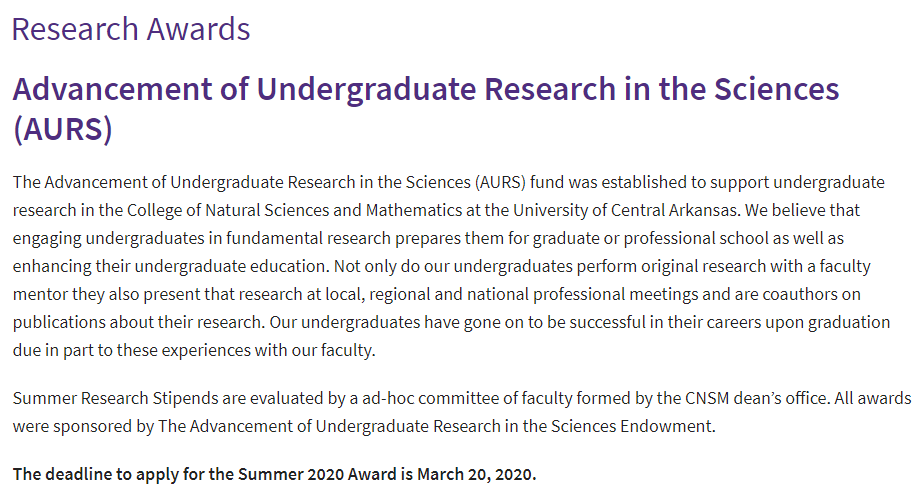 Research Awards
Advancement of Undergraduate Research in the Sciences
(AURS)
The Advancement of Undergraduate Research in the Sciences (AURS) fund was established to support undergraduate
research in the College of Natural Sciences and Mathematics at the University of Central Arkansas. We believe that
engaging undergraduates in fundamental research prepares them for graduate or professional school as well as
enhancing their undergraduate education. Not only do our undergraduates perform original research with a faculty
mentor they also present that research at local, regional and national professional meetings and are coauthors on
publications about their research. Our undergraduates have gone on to be successful in their careers upon graduation
due in part to these experiences with our faculty.
Summer Research Stipends are evaluated by a ad-hoc committee of faculty formed by the CNSM dean’s office. All awards
were sponsored by The Advancement of Undergraduate Research in the Sciences Endowment.
The deadline to apply for the Summer 2020 Award is March 20, 2020.